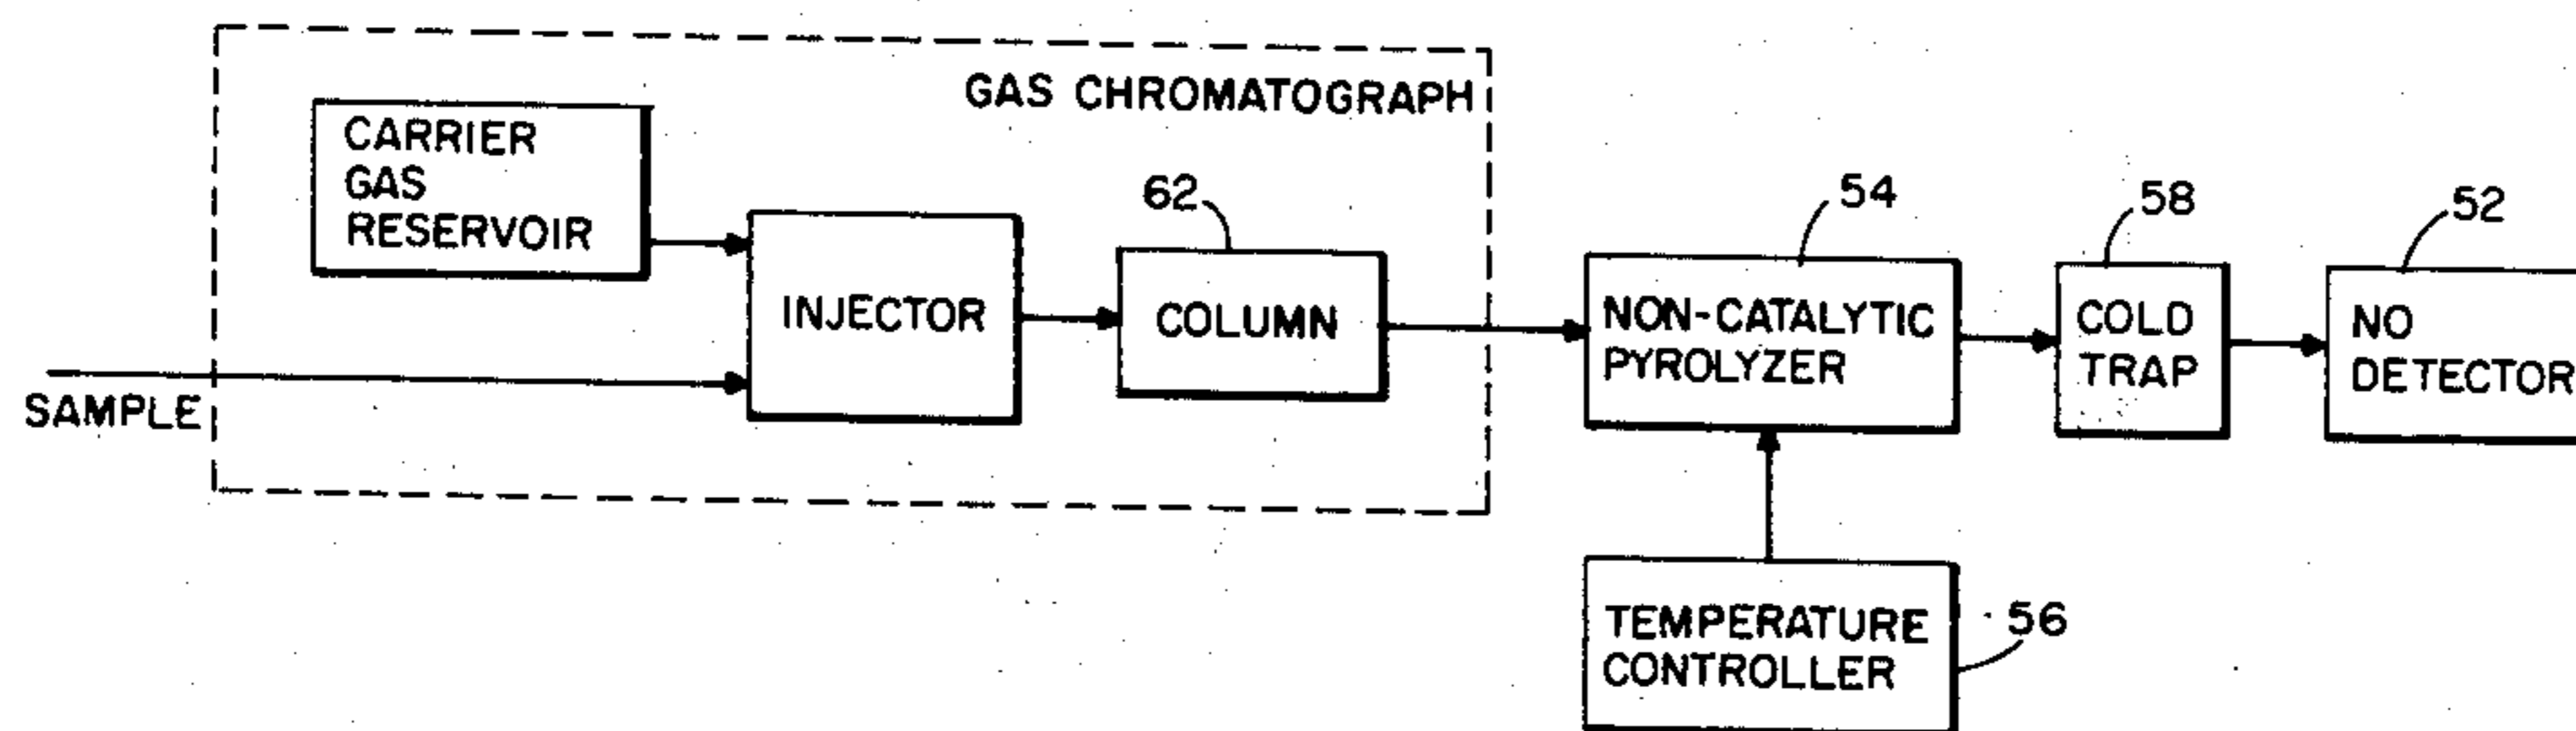 GAS CHROMATOGRAPH
CARRIER
GAS
RESERVOIR
INJECTOR
62
COLUMN
SAMPLE
54
NON-CATALYTIC
PYROLYZER
58
COLD
TRAP
52
NO
DETECTOR
TEMPERATURE
CONTROLLER
56